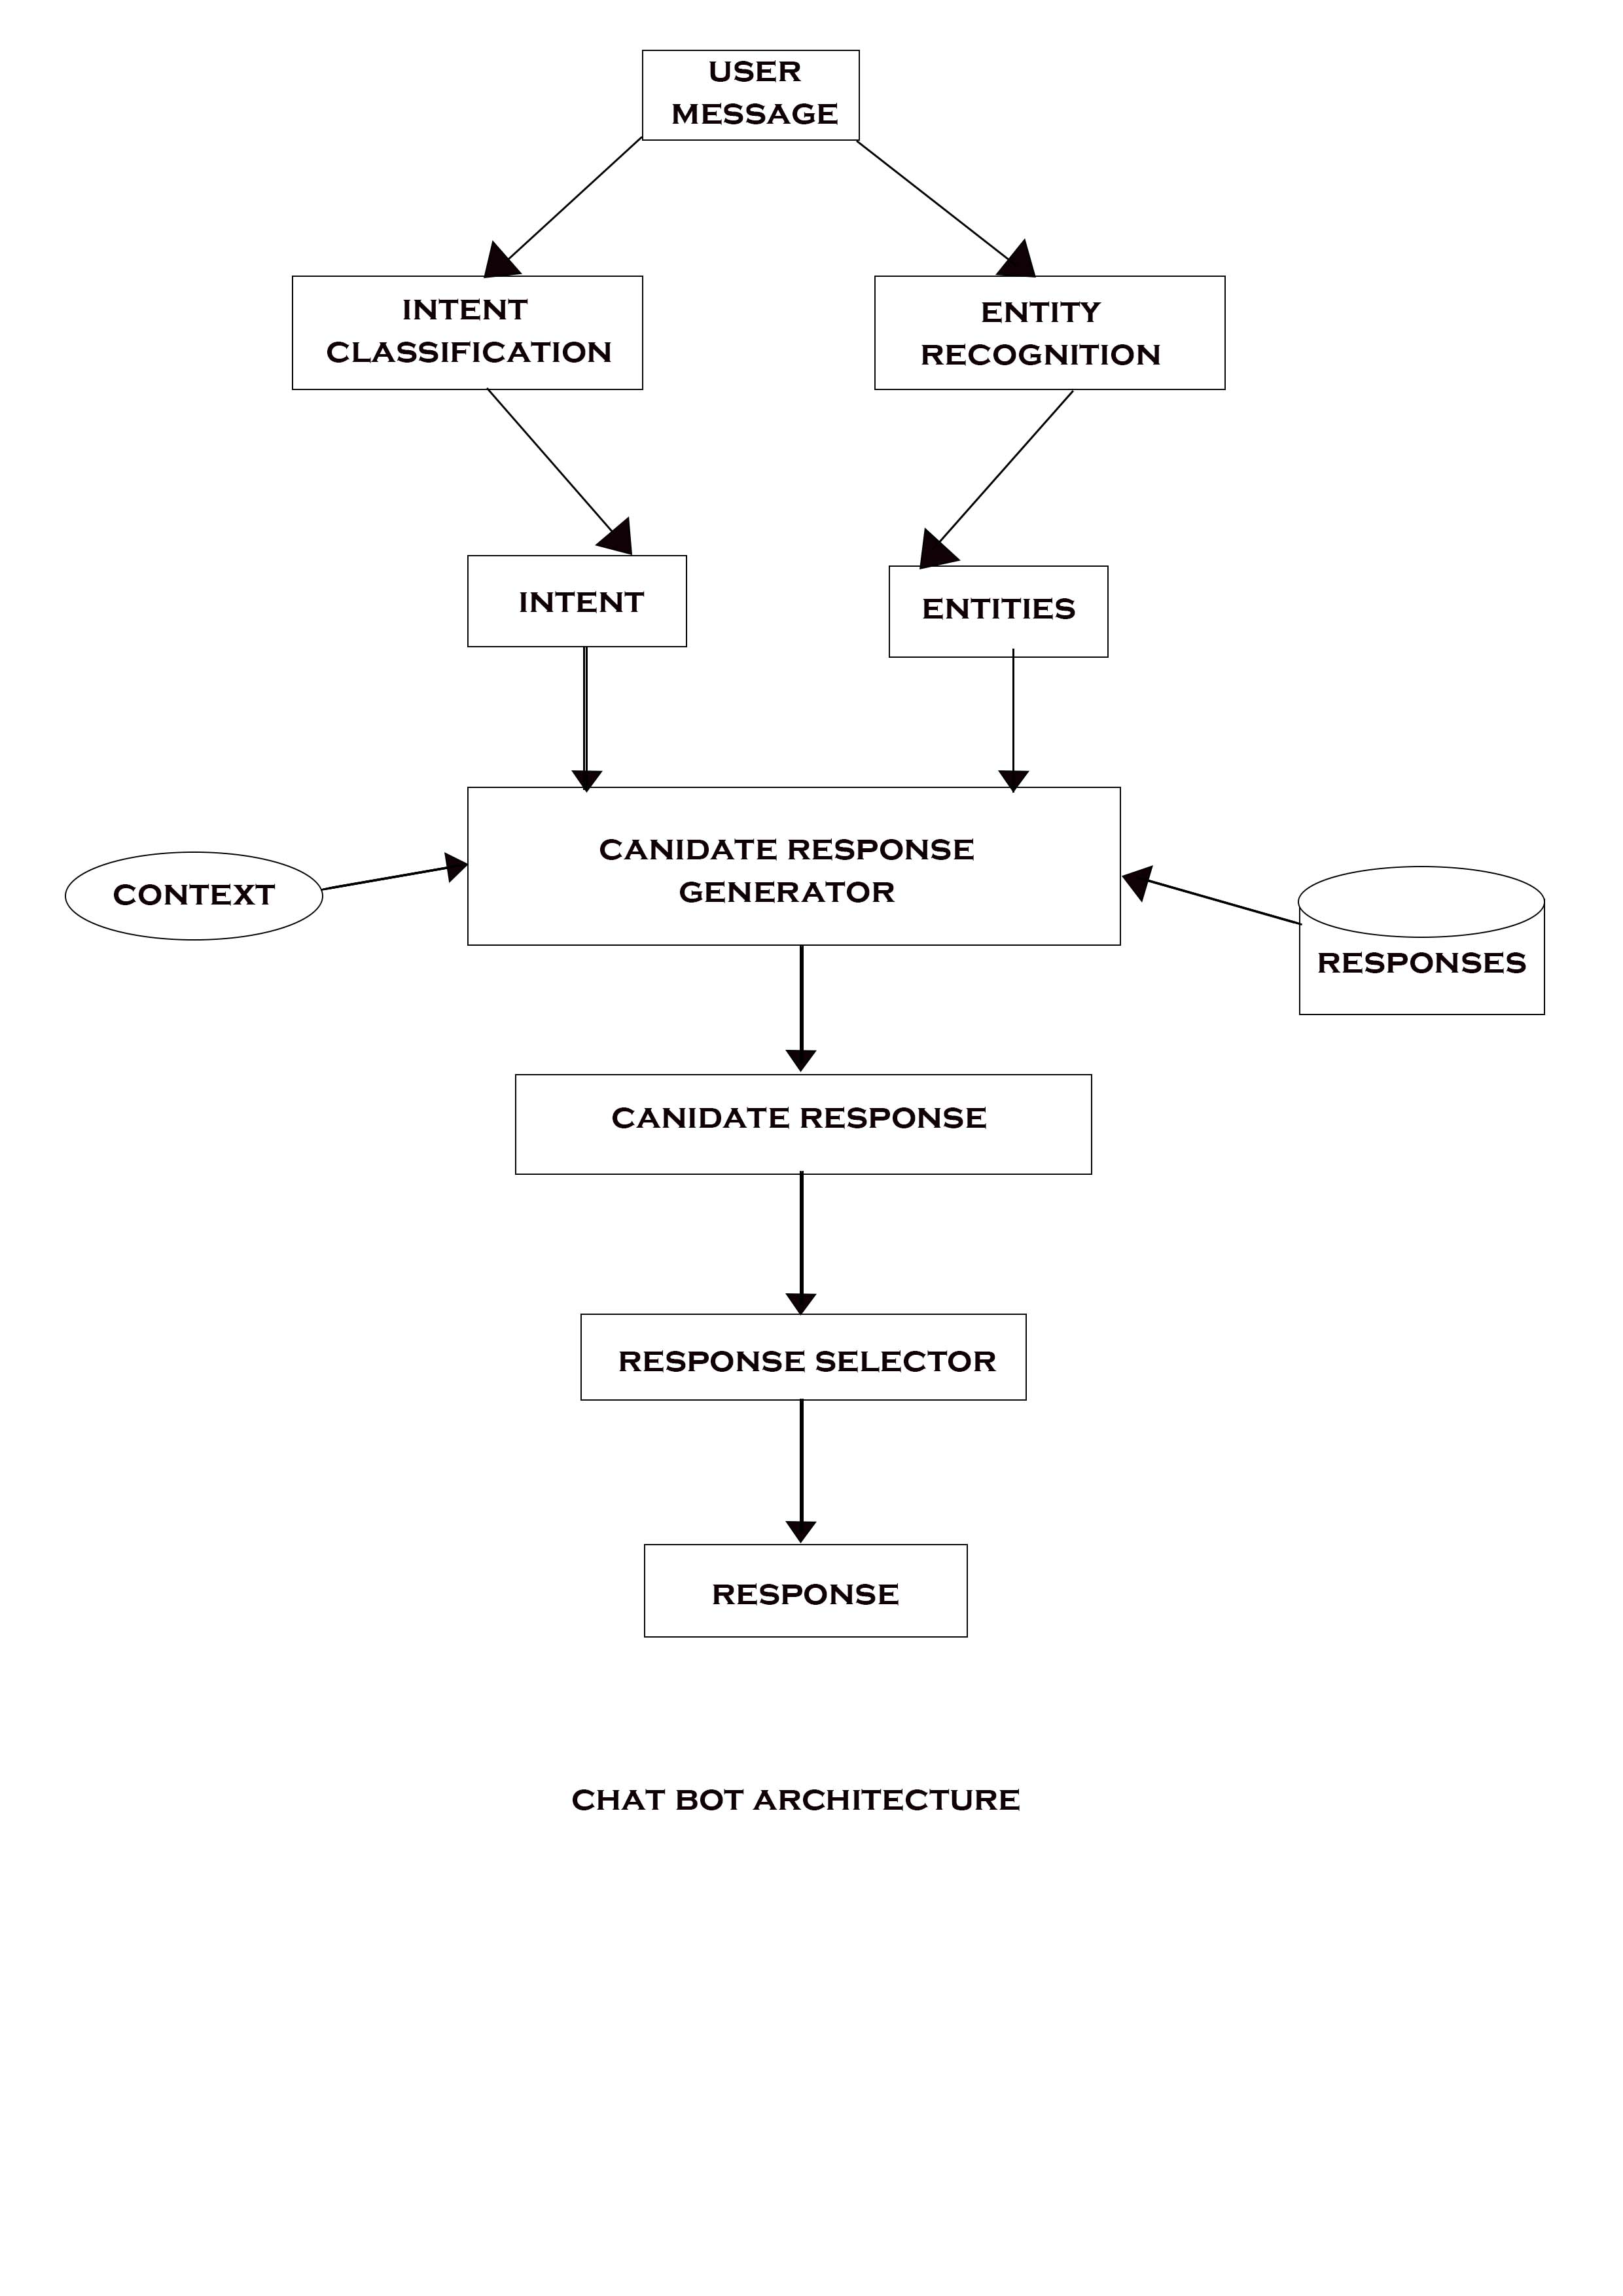 USER
MESSAGE
INTENT
CLASSIFICATION
ENTITY
RECOGNITION
INTENT
ENTITIES
CANIDATE RESPONSE
GENERATOR
CONTEXT
RESPONSES
CANIDATE RESPONSE
RESPONSE SELECTOR
RESPONSE
CHAT BOT ARCHITECTURE